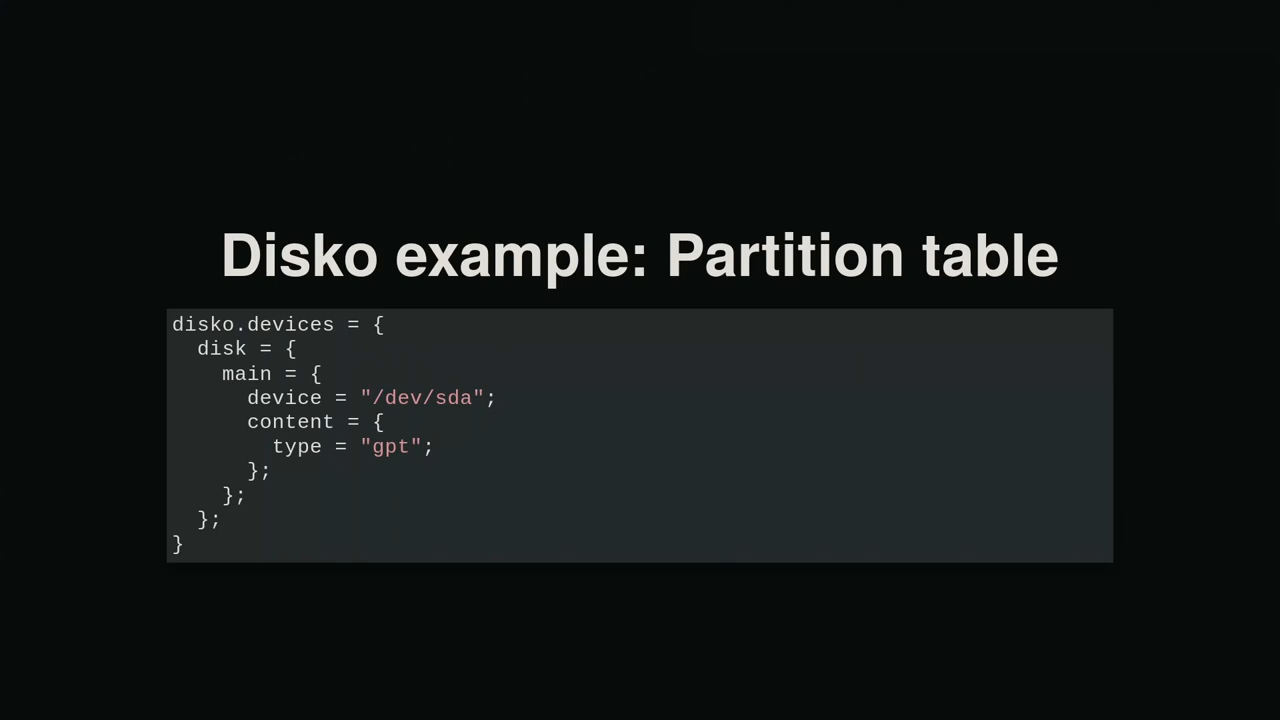 Disko example: Partition table
disko.devices = {
  disk = {
    main = {
      device = "/dev/sda";
      content = {
        type = "gpt";
      };
    };
  };
}